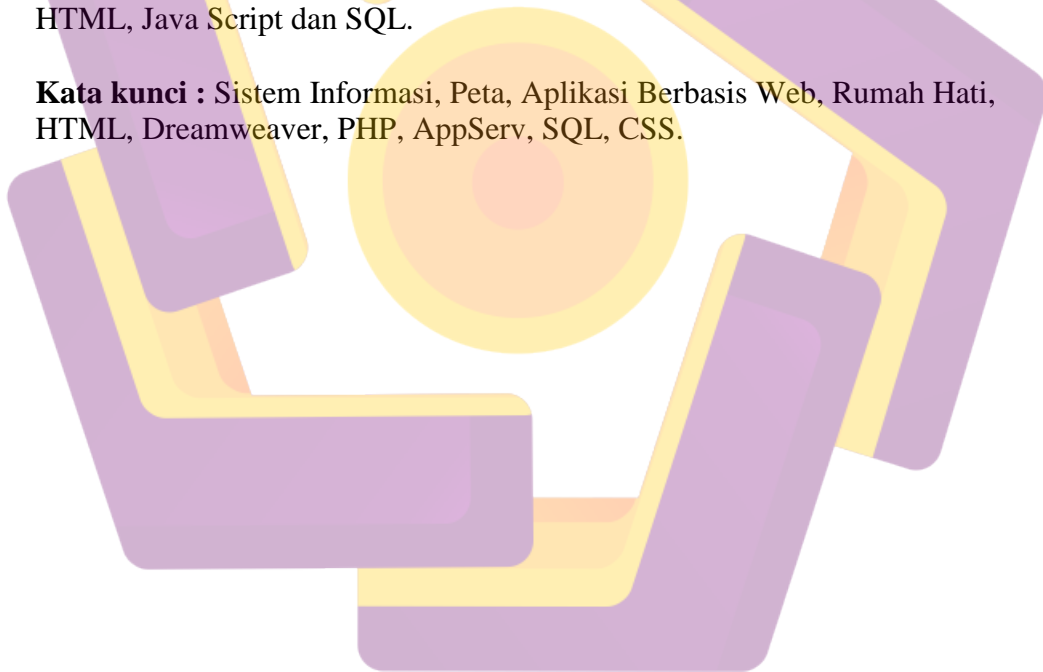 HTML, Java Script dan SQL.
Kata kunci : Sistem Informasi, Peta, Aplikasi Berbasis Web, Rumah Hati,
HTML, Dreamweaver, PHP, AppServ, SQL, CSS.